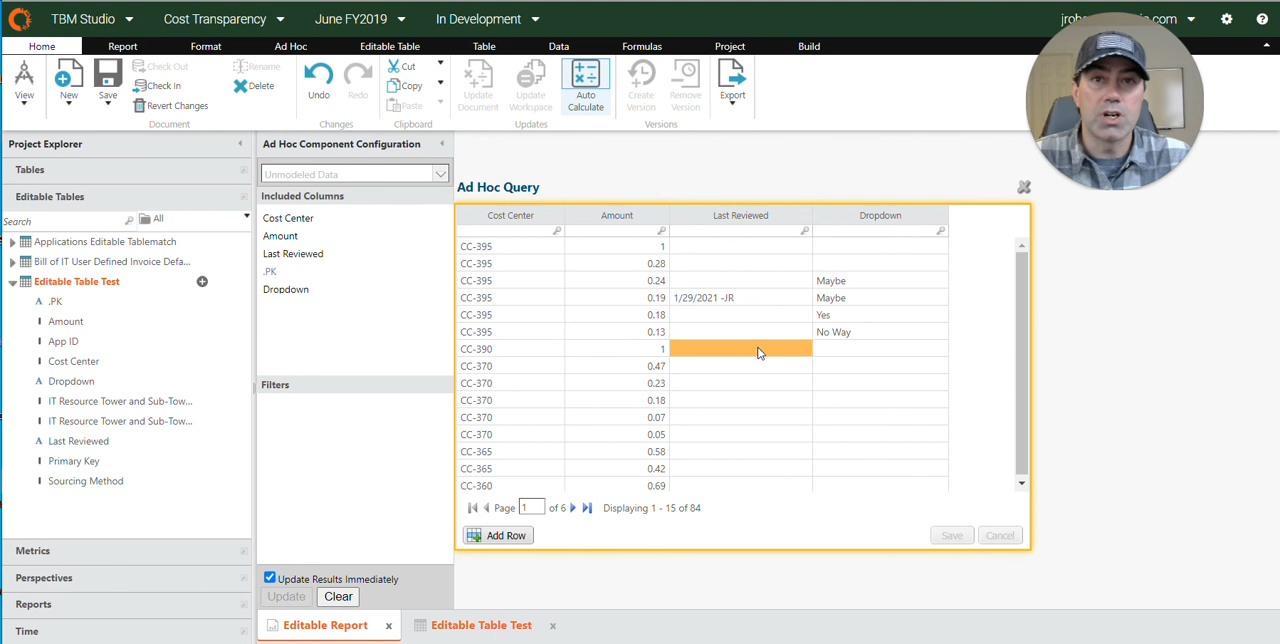 TBM Studio Cost Transparency June FY2019 In Development
Home Report Format Ad Hoc Editable Table Table Data Formulas Project Build
View New Save Check Out Check In Revert Changes Rename Delete
Document
Undo Redo
Changes
Cut Copy Paste
Clipboard
Update Document Update Workspace Auto Calculate
Updates
Create Version Remove Version
Versions
Export
Project Explorer
Tables
Editable Tables
Search All
Applications Editable Tablematch
Bill of IT User Defined Invoice Defa...
Editable Table Test
A .PK
Amount
App ID
Cost Center
A Dropdown
IT Resource Tower and Sub-Tow...
IT Resource Tower and Sub-Tow...
A Last Reviewed
Primary Key
Sourcing Method
Metrics
Perspectives
Reports
Time
Ad Hoc Component Configuration
Unmodeled Data
Included Columns
Cost Center
Amount
Last Reviewed
.PK
Dropdown
Filters
Update Results Immediately
Update Clear
Ad Hoc Query
Cost Center Amount Last Reviewed Dropdown
CC-395 1
CC-395 0.28
CC-395 0.24 Maybe
CC-395 0.19 1/29/2021 -JR Maybe
CC-395 0.18 Yes
CC-395 0.13 No Way
CC-390 1
CC-370 0.47
CC-370 0.23
CC-370 0.18
CC-370 0.07
CC-370 0.05
CC-365 0.58
CC-365 0.42
CC-360 0.69
Page 1 of 6 Displaying 1 - 15 of 84
Add Row Save Cancel
Editable Report x Editable Table Test x